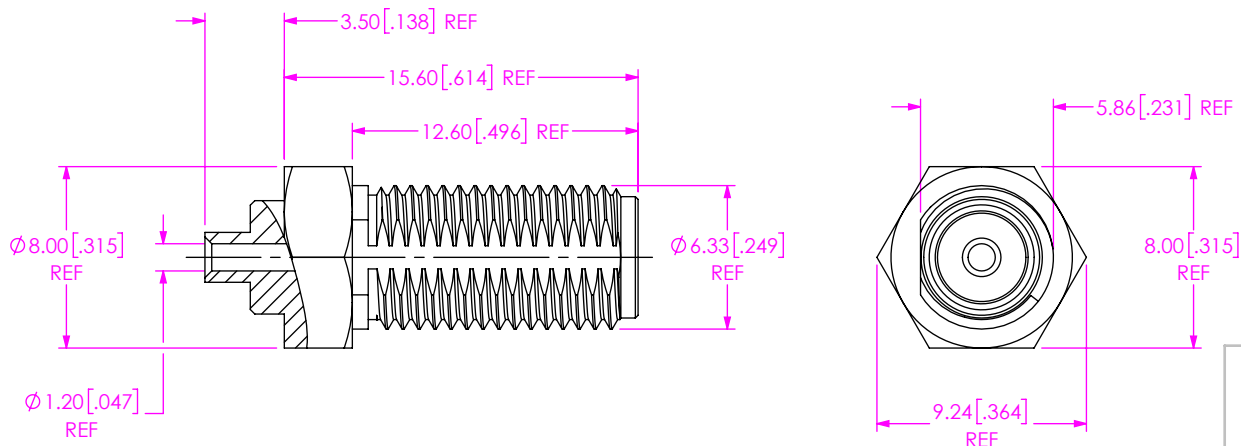 3.50[.138] REF
15.60[.614] REF
12.60[.496] REF
5.86[.231] REF
Ø8.00[.315]
REF
Ø6.33[.249]
REF
8.00[.315]
REF
Ø1.20[.047]
REF
9.24[.364]
REF